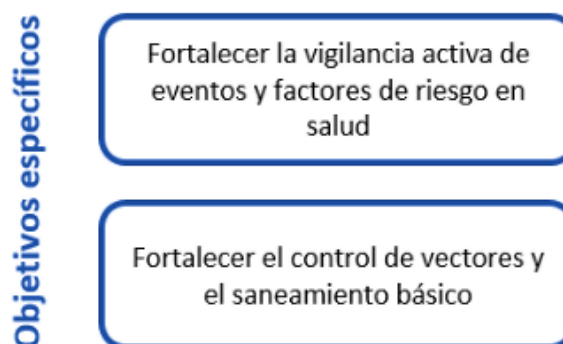 Objetivos específicos
Fortalecer la vigilancia activa de
eventos y factores de riesgo en
salud
Fortalecer el control de vectores y
el saneamiento básico